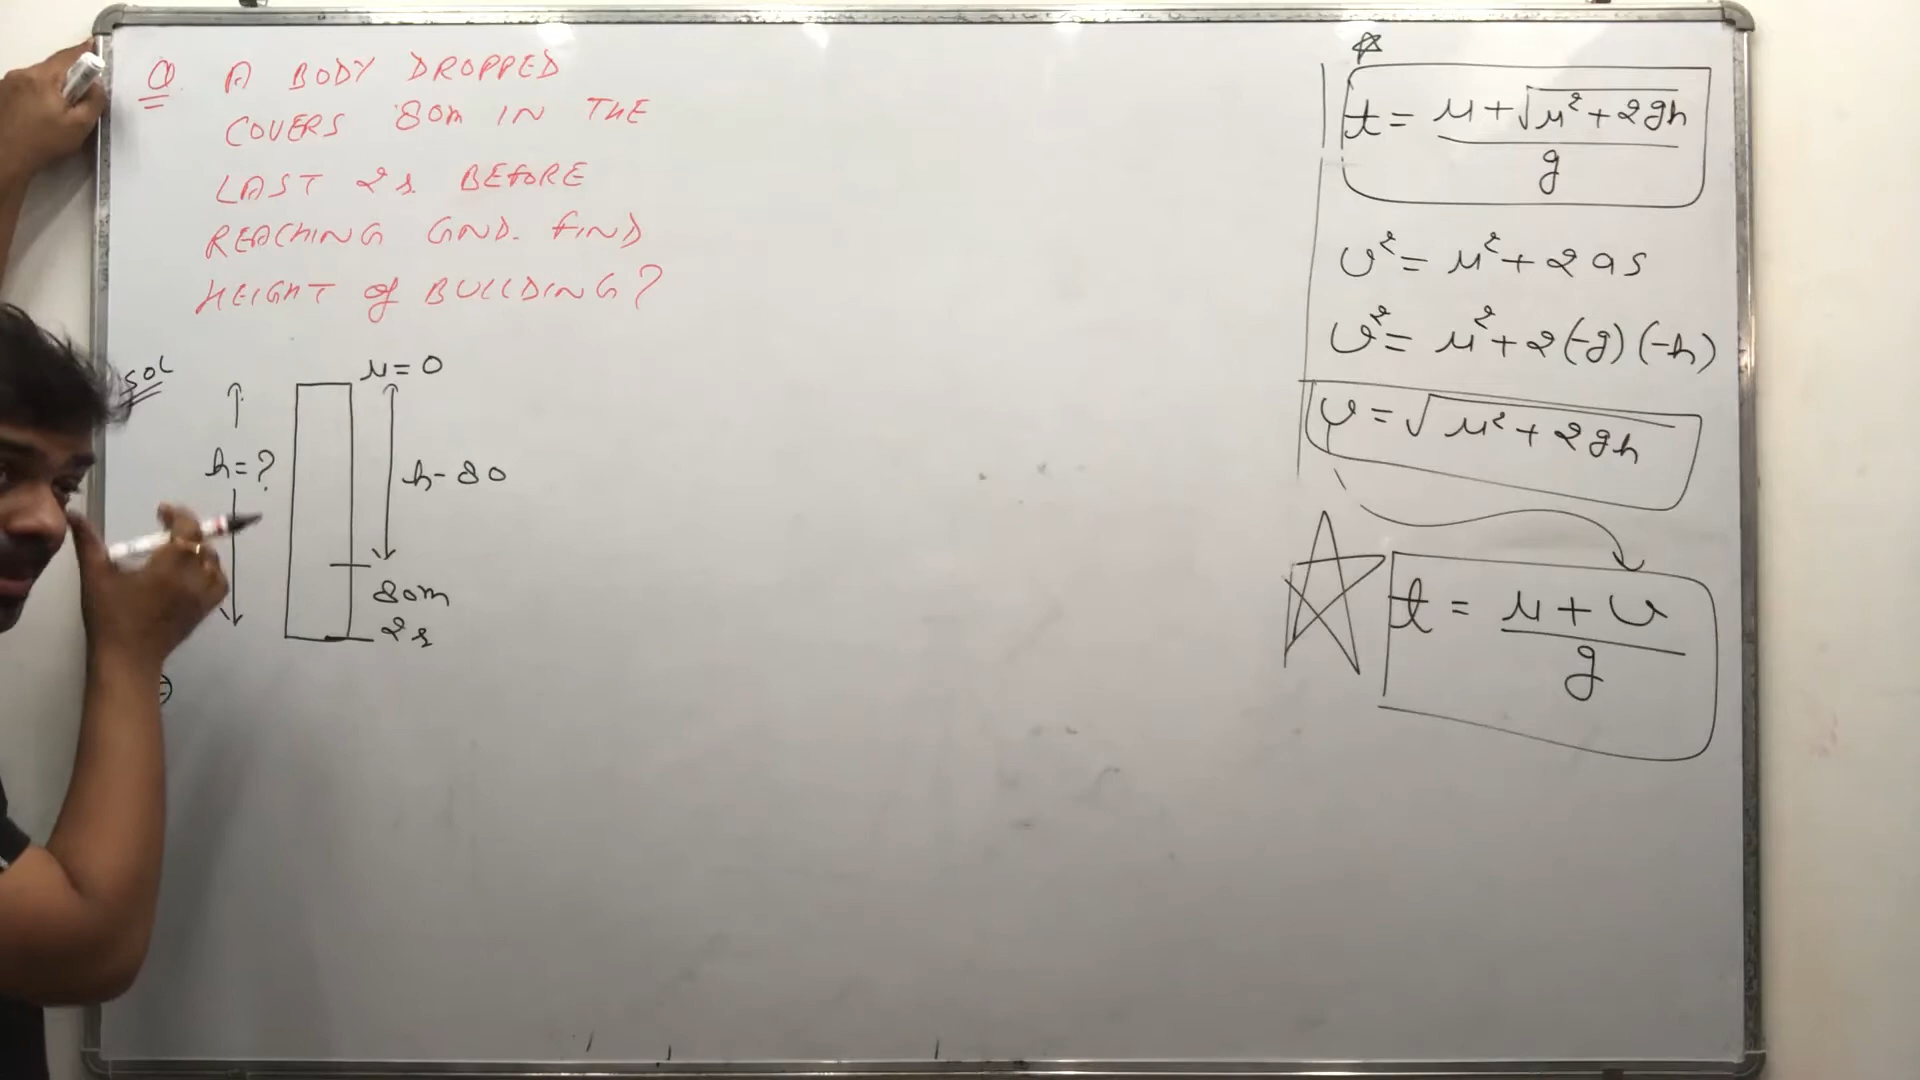 Q. A BODY DROPPED
COVERS 80m IN THE
LAST 2s. BEFORE
REACHING GND. FIND
HEIGHT of BUILDING?
SOL
u = 0
h = ?
h - 80
80m
2s
t = u + √u² + 2gh / g
v² = u² + 2as
v² = u² + 2(-g)(-h)
v = √u² + 2gh
t = u + v / g